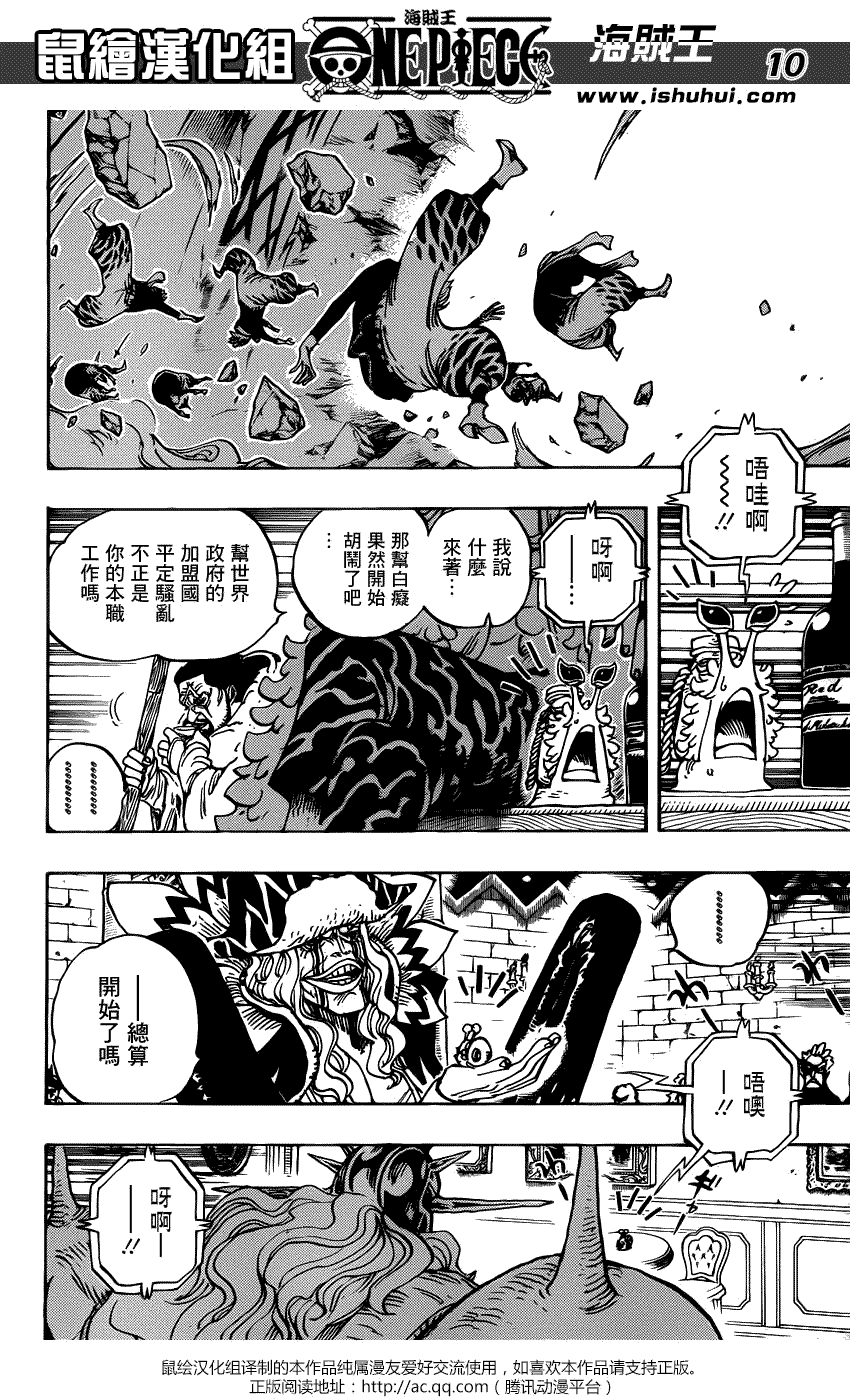 鼠繪漢化組
海賊王
ONE PIECE
海賊王
10
www.ishuhui.com
唔哇啊
〜〜!!
呀啊
—……
我說
什麼
來著…
那幫白癡
果然開始
胡鬧了吧
…
幫世界
政府的
加盟國
平定騷亂
不正是
你的本職
工作嗎
…………
…………
Red
…………
—總算
開始了嗎
唔噢
—!!
わ
わ
呀啊—
—!!
わ
わ
鼠绘汉化组译制的本作品纯属漫友爱好交流使用，如喜欢本作品请支持正版。
正版阅读地址：http://ac.qq.com（腾讯动漫平台）